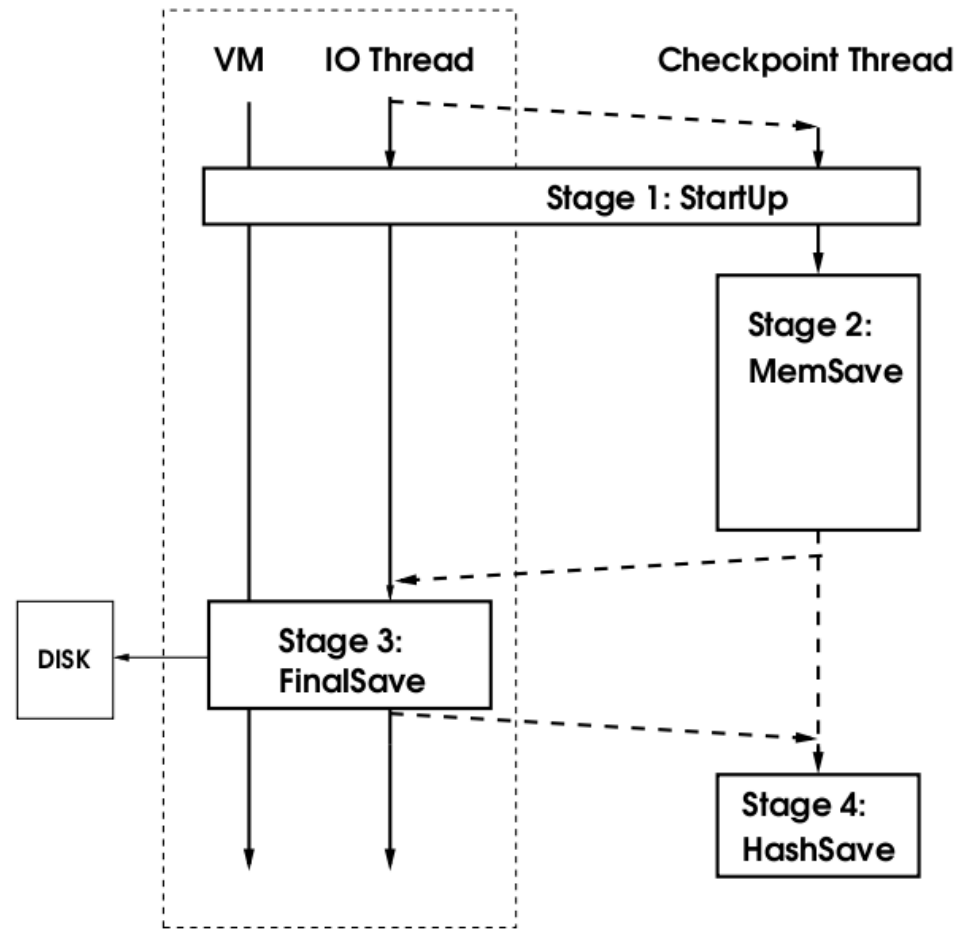 VM
IO Thread
Checkpoint Thread
Stage 1: StartUp
Stage 2:
MemSave
Stage 3:
FinalSave
DISK
Stage 4:
HashSave